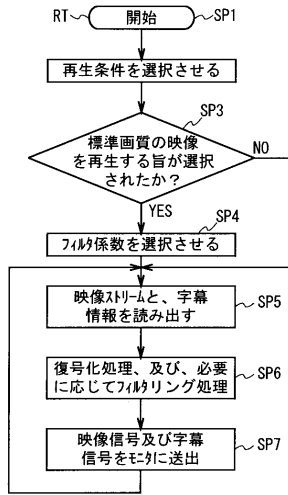 RT
開始
SP1
再生条件を選択させる
SP3
標準画質の映像
を再生する旨が選択
されたか？
NO
YES
SP4
フィルタ係数を選択させる
映像ストリームと、字幕
情報を読み出す
SP5
復号化処理、及び、必要
に応じてフィルタリング処理
SP6
映像信号及び字幕
信号をモニタに送出
SP7